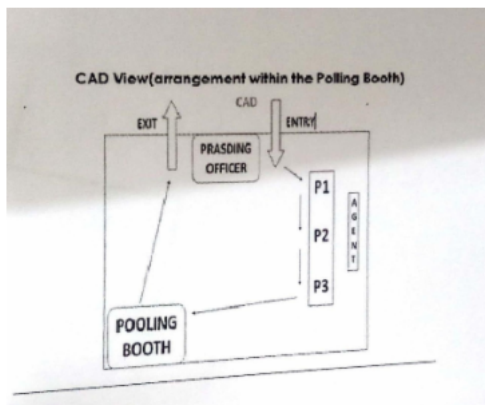 CAD View(arrangement within the Polling Booth)
CAD
EXIT
ENTRY
PRASDING
OFFICER
P1
P2
P3
A
G
E
N
T
POOLING
BOOTH